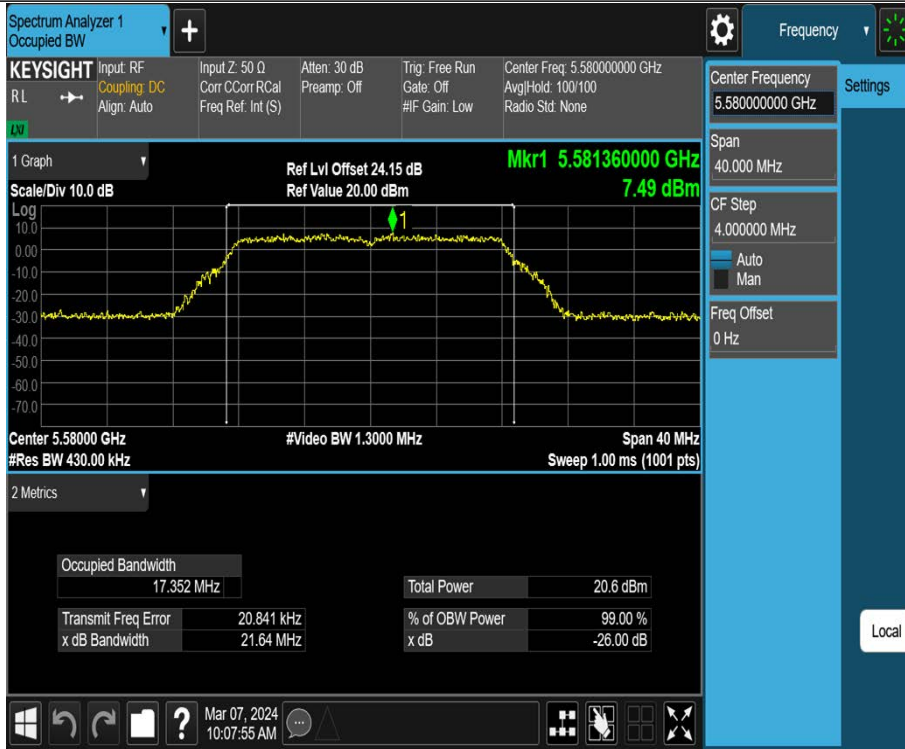 Spectrum Analyzer 1
Occupied BW
+
Frequency
KEYSIGHT
R L
LXI
Input: RF
Coupling: DC
Align: Auto
Input Z: 50 Ω
Corr CCorr RCal
Freq Ref: Int (S)
Atten: 30 dB
Preamp: Off
Trig: Free Run
Gate: Off
#IF Gain: Low
Center Freq: 5.580000000 GHz
Avg|Hold: 100/100
Radio Std: None
Center Frequency
5.580000000 GHz
Settings
Span
40.000 MHz
CF Step
4.000000 MHz
Auto
Man
Freq Offset
0 Hz
Local
1 Graph
Scale/Div 10.0 dB
Ref Lvl Offset 24.15 dB
Ref Value 20.00 dBm
Mkr1 5.581360000 GHz
7.49 dBm
Log
1
10.0
0.00
-10.0
-20.0
-30.0
-40.0
-50.0
-60.0
-70.0
Center 5.58000 GHz
#Video BW 1.3000 MHz
Span 40 MHz
#Res BW 430.00 kHz
Sweep 1.00 ms (1001 pts)
2 Metrics
Occupied Bandwidth
17.352 MHz
Total Power 20.6 dBm
Transmit Freq Error 20.841 kHz
% of OBW Power 99.00 %
x dB Bandwidth 21.64 MHz
x dB -26.00 dB
?
Mar 07, 2024
10:07:55 AM